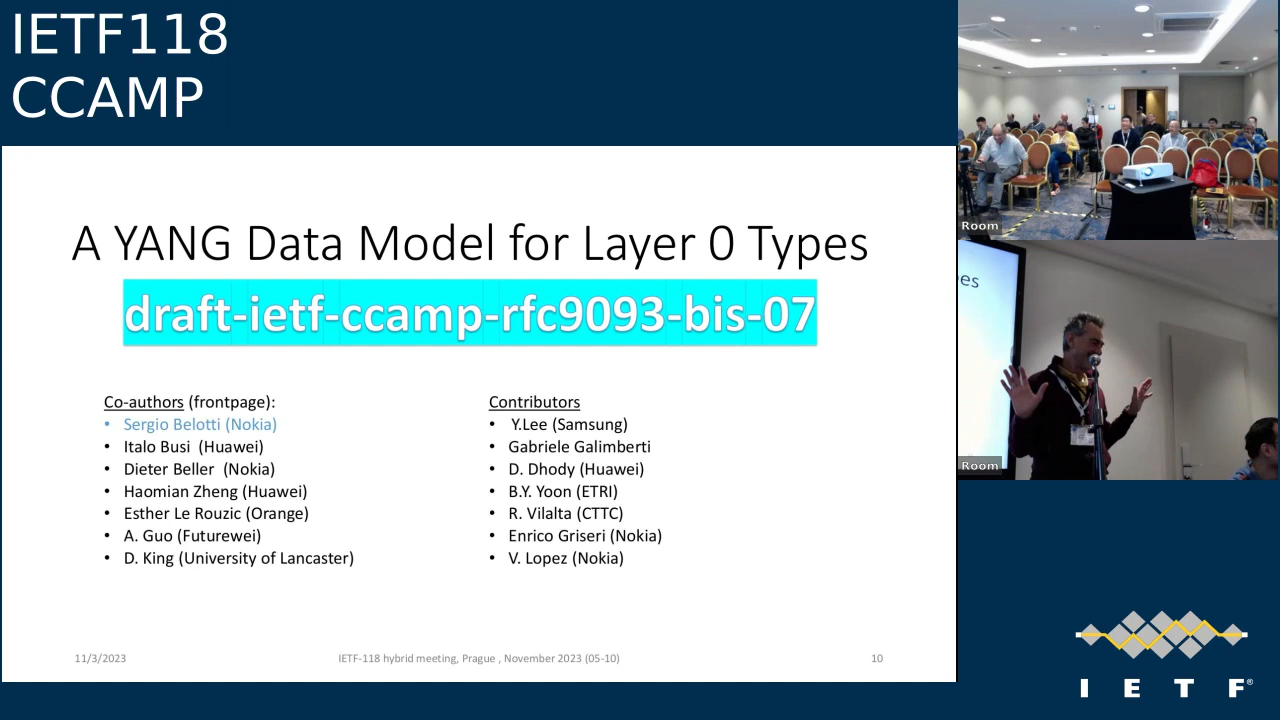 IETF118
CCAMP
A YANG Data Model for Layer 0 Types
draft-ietf-ccamp-rfc9093-bis-07
Co-authors (frontpage):
• Sergio Belotti (Nokia)
• Italo Busi (Huawei)
• Dieter Beller (Nokia)
• Haomian Zheng (Huawei)
• Esther Le Rouzic (Orange)
• A. Guo (Futurewei)
• D. King (University of Lancaster)
Contributors
• Y.Lee (Samsung)
• Gabriele Galimberti
• D. Dhody (Huawei)
• B.Y. Yoon (ETRI)
• R. Vilalta (CTTC)
• Enrico Griseri (Nokia)
• V. Lopez (Nokia)
11/3/2023
IETF-118 hybrid meeting, Prague , November 2023 (05-10)
10
Room
es
Room
I E T F®